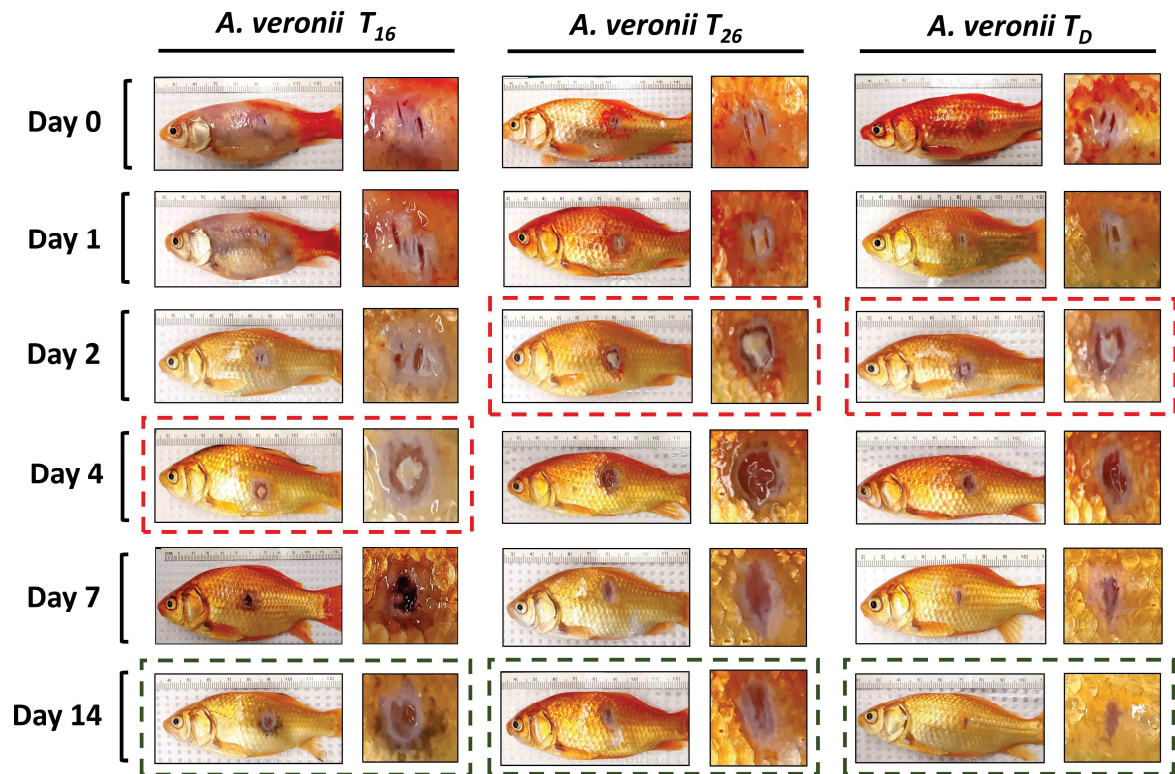 A. veronii T16
A. veronii T26
A. veronii TD
Day 0
Day 1
Day 2
Day 4
Day 7
Day 14